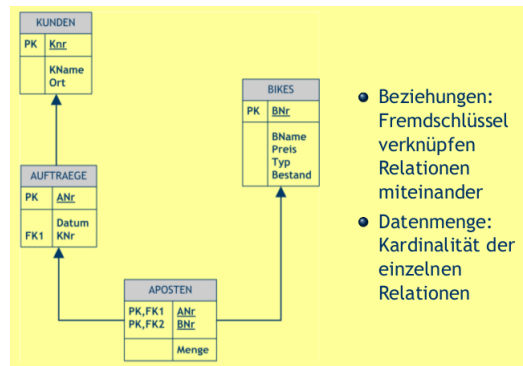 KUNDEN
PK Knr
KName
Ort
BIKES
PK BNr
BName
Preis
Typ
Bestand
AUFTRAEGE
PK ANr
Datum
FK1 KNr
APOSTEN
PK,FK1 ANr
PK,FK2 BNr
Menge
Beziehungen:
Fremdschlüssel
verknüpfen
Relationen
miteinander
Datenmenge:
Kardinalität der
einzelnen
Relationen